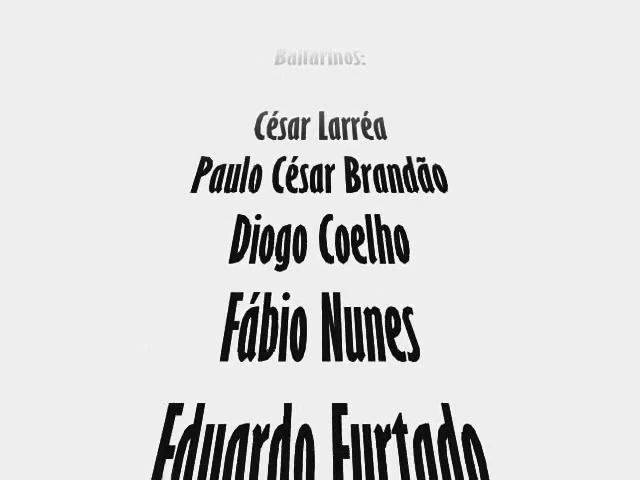 Bailarinos:
César Larréa
Paulo César Brandão
Diogo Coelho
Fábio Nunes
Eduardo Furtado